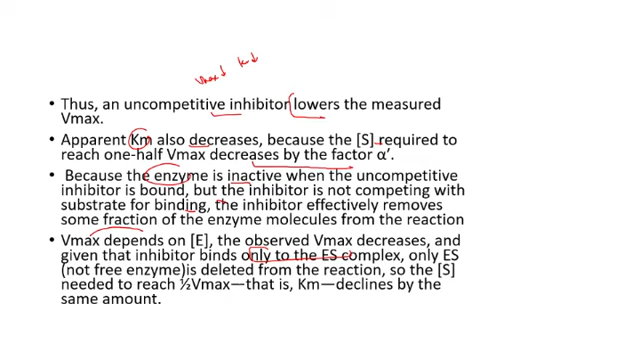 Vmax↓ K↓
• Thus, an uncompetitive inhibitor lowers the measured
Vmax.
• Apparent Km also decreases, because the [S] required to
reach one-half Vmax decreases by the factor α′.
• Because the enzyme is inactive when the uncompetitive
inhibitor is bound, but the inhibitor is not competing with
substrate for binding, the inhibitor effectively removes
some fraction of the enzyme molecules from the reaction
• Vmax depends on [E], the observed Vmax decreases, and
given that inhibitor binds only to the ES complex, only ES
(not free enzyme)is deleted from the reaction, so the [S]
needed to reach ½Vmax—that is, Km—declines by the
same amount.